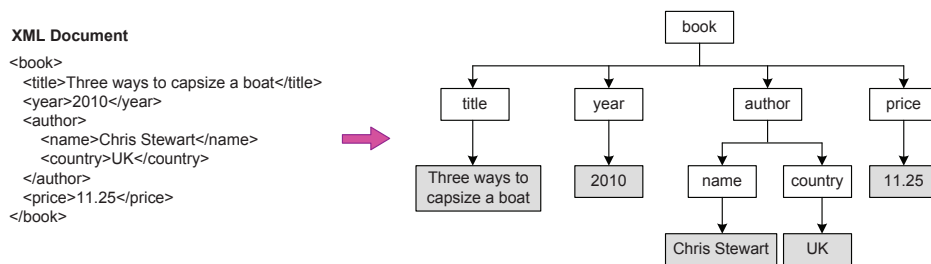 XML Document
<book>
<title>Three ways to capsize a boat</title>
<year>2010</year>
<author>
<name>Chris Stewart</name>
<country>UK</country>
</author>
<price>11.25</price>
</book>
book
title
year
author
price
Three ways to
capsize a boat
2010
name
country
11.25
Chris Stewart
UK